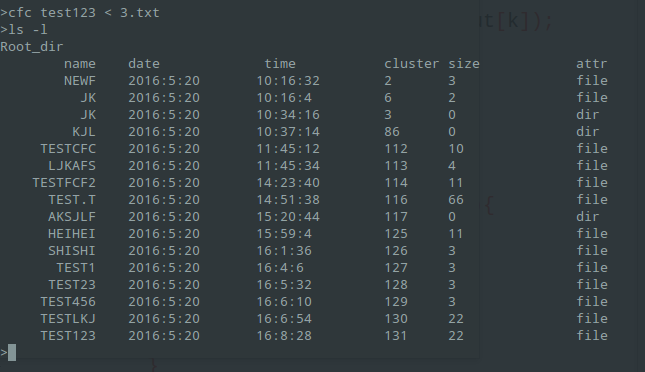 >cfc test123 < 3.txt
>ls -l
Root_dir
name date time cluster size attr
NEWF 2016:5:20 10:16:32 2 3 file
JK 2016:5:20 10:16:4 6 2 file
JK 2016:5:20 10:34:16 3 0 dir
KJL 2016:5:20 10:37:14 86 0 dir
TESTCFC 2016:5:20 11:45:12 112 10 file
LJKAFS 2016:5:20 11:45:34 113 4 file
TESTFCF2 2016:5:20 14:23:40 114 11 file
TEST.T 2016:5:20 14:51:38 116 66 file
AKSJLF 2016:5:20 15:20:44 117 0 dir
HEIHEI 2016:5:20 15:59:4 125 11 file
SHISHI 2016:5:20 16:1:36 126 3 file
TEST1 2016:5:20 16:4:6 127 3 file
TEST23 2016:5:20 16:5:32 128 3 file
TEST456 2016:5:20 16:6:10 129 3 file
TESTLKJ 2016:5:20 16:6:54 130 22 file
TEST123 2016:5:20 16:8:28 131 22 file
>
t[k]);
{
}